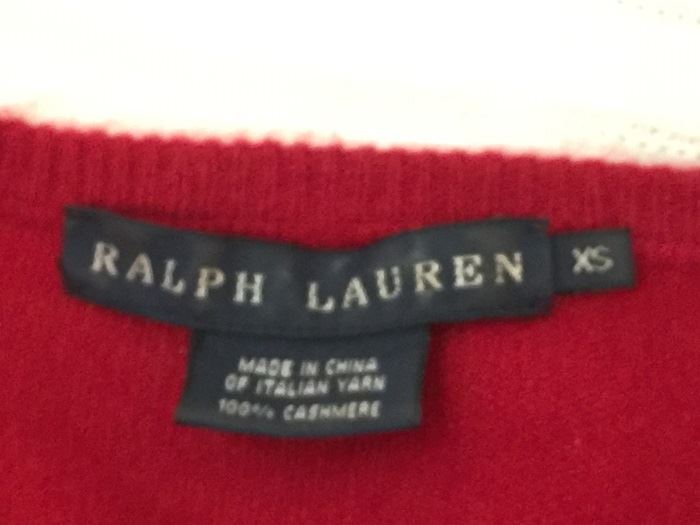 RALPH LAUREN XS
MADE IN CHINA
OF ITALIAN YARN
100% CASHMERE